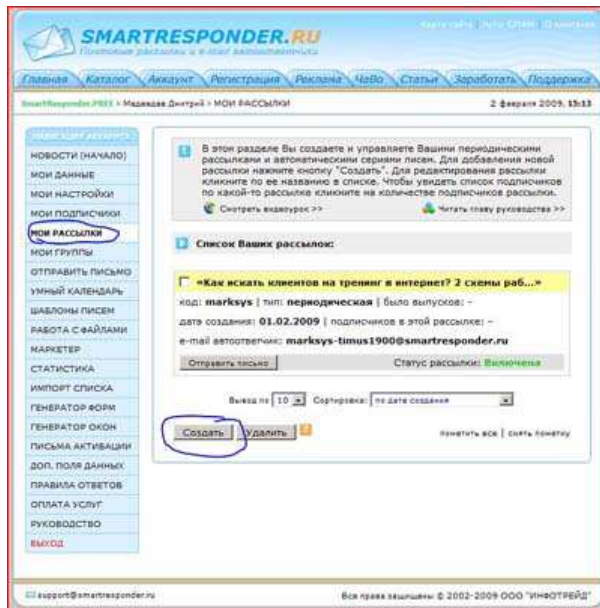 SMARTRESPONDER.RU
Почтовые рассылки и e-mail автоответчики
Карта сайта | Анти-СПАМ | О компании
Главная Каталог Аккаунт Регистрация Реклама ЧаВо Статьи Заработать Поддержка
SmartResponder.FREE > Медведев Дмитрий > МОИ РАССЫЛКИ
2 февраля 2009, 15:13
НАВИГАЦИЯ АККАУНТА
НОВОСТИ (НАЧАЛО)
МОИ ДАННЫЕ
МОИ НАСТРОЙКИ
МОИ ПОДПИСЧИКИ
МОИ РАССЫЛКИ
МОИ ГРУППЫ
ОТПРАВИТЬ ПИСЬМО
УМНЫЙ КАЛЕНДАРЬ
ШАБЛОНЫ ПИСЕМ
РАБОТА С ФАЙЛАМИ
МАРКЕТЕР
СТАТИСТИКА
ИМПОРТ СПИСКА
ГЕНЕРАТОР ФОРМ
ГЕНЕРАТОР ОКОН
ПИСЬМА АКТИВАЦИИ
ДОП. ПОЛЯ ДАННЫХ
ПРАВИЛА ОТВЕТОВ
ОПЛАТА УСЛУГ
РУКОВОДСТВО
ВЫХОД
В этом разделе Вы создаете и управляете Вашими периодическими
рассылками и автоматическими сериями писем. Для добавления новой
рассылки нажмите кнопку "Создать". Для редактирования рассылки
кликните по ее названию в списке. Чтобы увидеть список подписчиков
по какой-то рассылке кликните на количестве подписчиков рассылки.
Смотреть видеоурок >> Читать главу руководства >>
Список Ваших рассылок:
«Как искать клиентов на тренинг в интернет? 2 схемы раб...»
код: marksys | тип: периодическая | было выпусков: –
дата создания: 01.02.2009 | подписчиков в этой рассылке: –
e-mail автоответчик: marksys-timus1900@smartresponder.ru
Отправить письмо Статус рассылки: Включена
Вывод по 10 Сортировка: по дате создания
Создать Удалить ? пометить все | снять пометку
support@smartresponder.ru
Все права защищены © 2002-2009 ООО "ИНФОТРЕЙД"